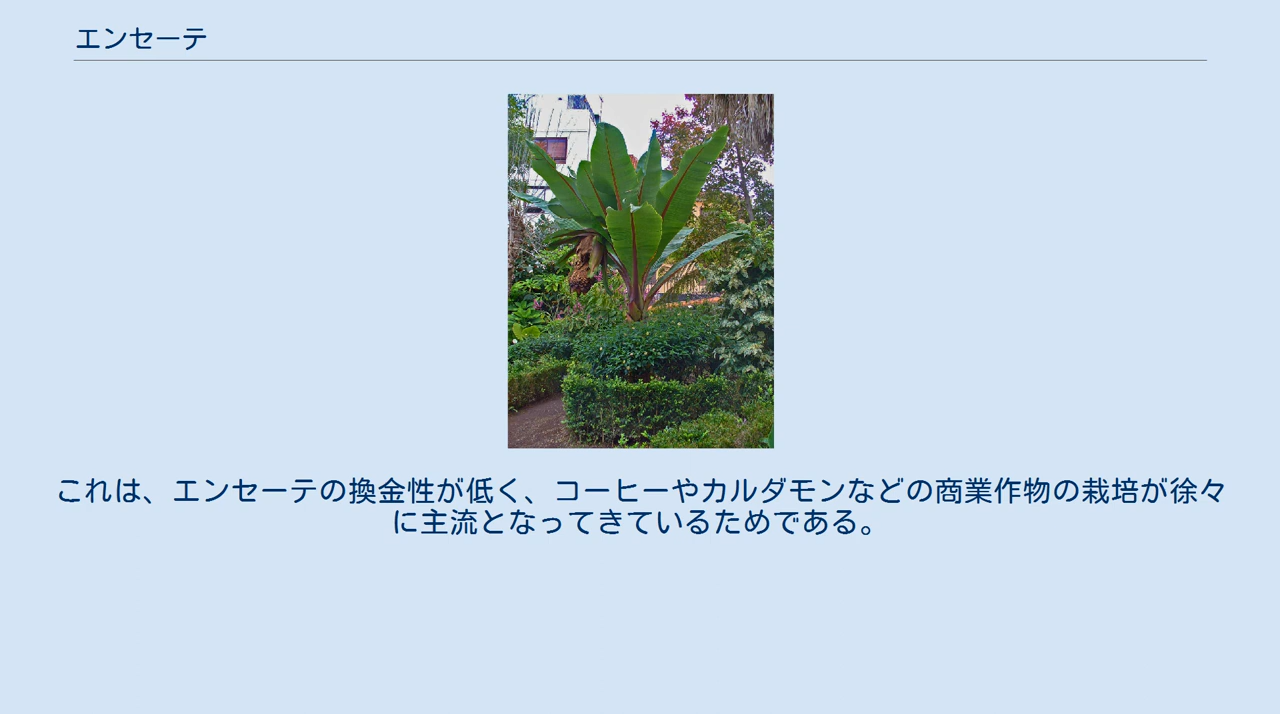 エンセーテ
これは、エンセーテの換金性が低く、コーヒーやカルダモンなどの商業作物の栽培が徐々
に主流となってきているためである。